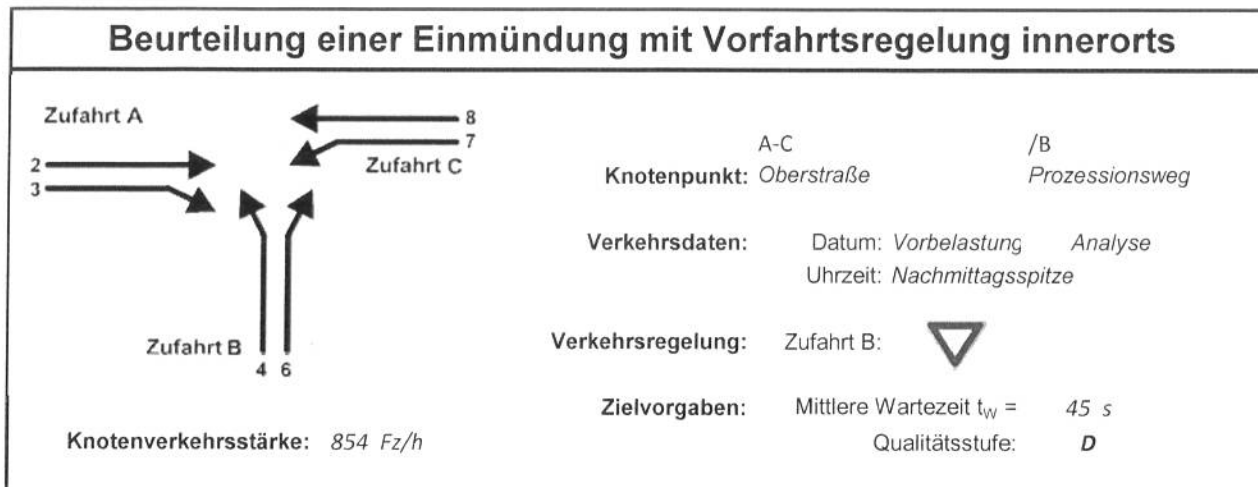 Beurteilung einer Einmündung mit Vorfahrtsregelung innerorts
Zufahrt A
8
7
2
3
Zufahrt C
Zufahrt B
4 6
Knotenverkehrsstärke: 854 Fz/h
A-C /B
Knotenpunkt: Oberstraße Prozessionsweg
Verkehrsdaten: Datum: Vorbelastung Analyse
Uhrzeit: Nachmittagsspitze
Verkehrsregelung: Zufahrt B:
Zielvorgaben: Mittlere Wartezeit tW = 45 s
Qualitätsstufe: D